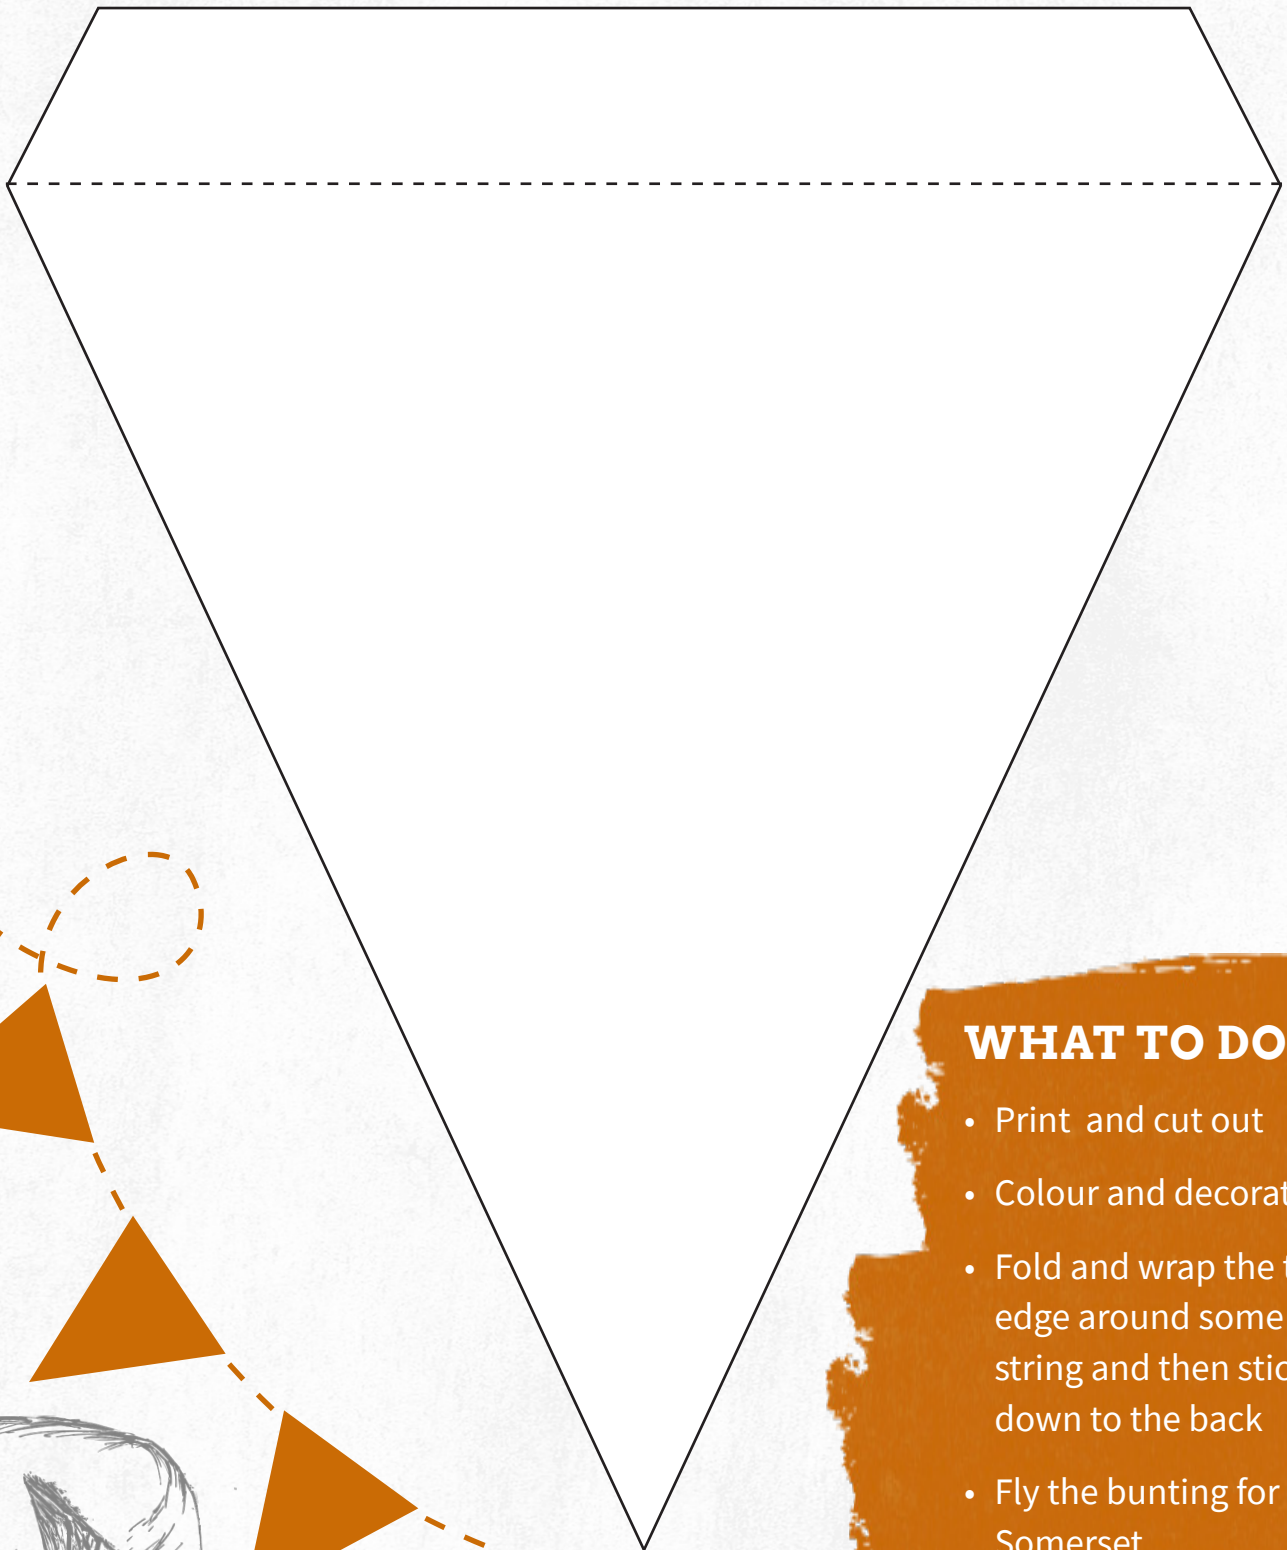 WHAT TO DO
• Print and cut out
• Colour and decorat
• Fold and wrap the t
edge around some
string and then stic
down to the back
• Fly the bunting for
Somerset